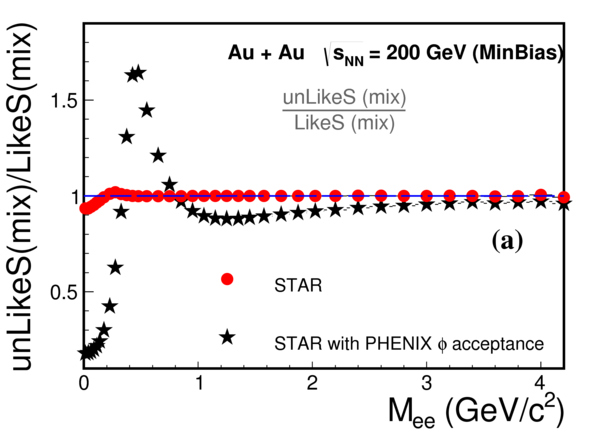 Au + Au √sNN = 200 GeV (MinBias)
unLikeS (mix)
LikeS (mix)
unLikeS(mix)/LikeS(mix)
1.5
1
0.5
(a)
STAR
STAR with PHENIX ϕ acceptance
0 1 2 3 4
Mee (GeV/c²)